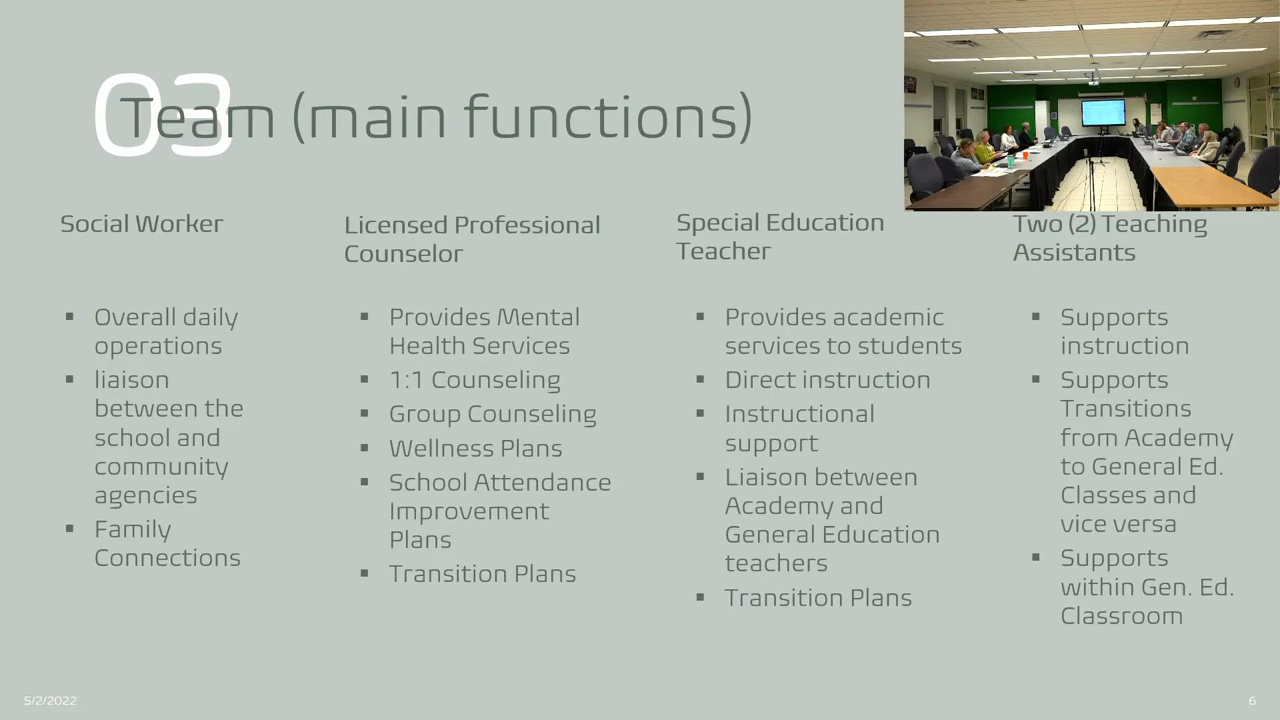 03
Team (main functions)
Social Worker
▪ Overall daily
operations
▪ liaison
between the
school and
community
agencies
▪ Family
Connections
Licensed Professional
Counselor
▪ Provides Mental
Health Services
▪ 1:1 Counseling
▪ Group Counseling
▪ Wellness Plans
▪ School Attendance
Improvement
Plans
▪ Transition Plans
Special Education
Teacher
▪ Provides academic
services to students
▪ Direct instruction
▪ Instructional
support
▪ Liaison between
Academy and
General Education
teachers
▪ Transition Plans
Two (2) Teaching
Assistants
▪ Supports
instruction
▪ Supports
Transitions
from Academy
to General Ed.
Classes and
vice versa
▪ Supports
within Gen. Ed.
Classroom
5/2/2022
6